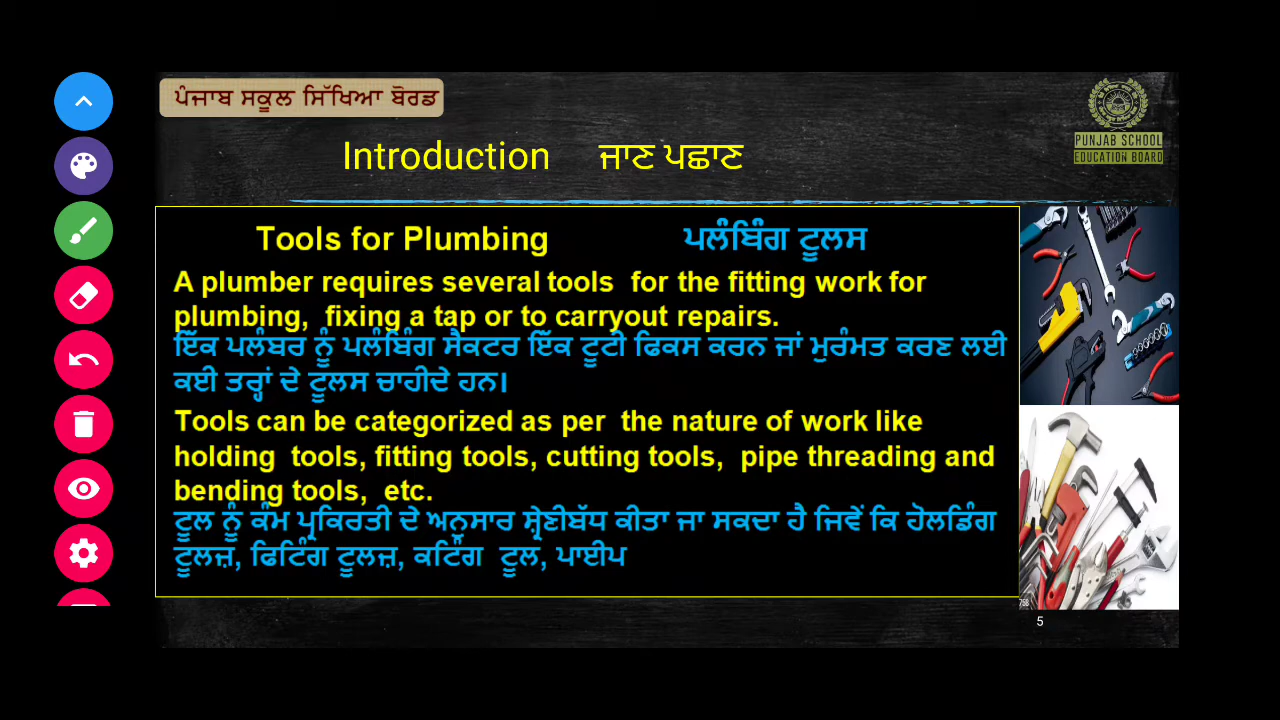 ਪੰਜਾਬ ਸਕੂਲ ਸਿੱਖਿਆ ਬੋਰਡ
PUNJAB SCHOOL
EDUCATION BOARD
Introduction ਜਾਣ ਪਛਾਣ
Tools for Plumbing ਪਲੰਬਿੰਗ ਟੂਲਸ
A plumber requires several tools for the fitting work for
plumbing, fixing a tap or to carryout repairs.
ਇੱਕ ਪਲੰਬਰ ਨੂੰ ਪਲੰਬਿੰਗ ਸੈਕਟਰ ਇੱਕ ਟੂਟੀ ਫਿਕਸ ਕਰਨ ਜਾਂ ਮੁਰੰਮਤ ਕਰਣ ਲਈ
ਕਈ ਤਰ੍ਹਾਂ ਦੇ ਟੂਲਸ ਚਾਹੀਦੇ ਹਨ।
Tools can be categorized as per the nature of work like
holding tools, fitting tools, cutting tools, pipe threading and
bending tools, etc.
ਟੂਲ ਨੂੰ ਕੰਮ ਪ੍ਰਕਿਰਤੀ ਦੇ ਅਨੁਸਾਰ ਸ਼੍ਰੇਣੀਬੱਧ ਕੀਤਾ ਜਾ ਸਕਦਾ ਹੈ ਜਿਵੇਂ ਕਿ ਹੋਲਡਿੰਗ
ਟੂਲਜ਼, ਫਿਟਿੰਗ ਟੂਲਜ਼, ਕਟਿੰਗ ਟੂਲ, ਪਾਈਪ
5